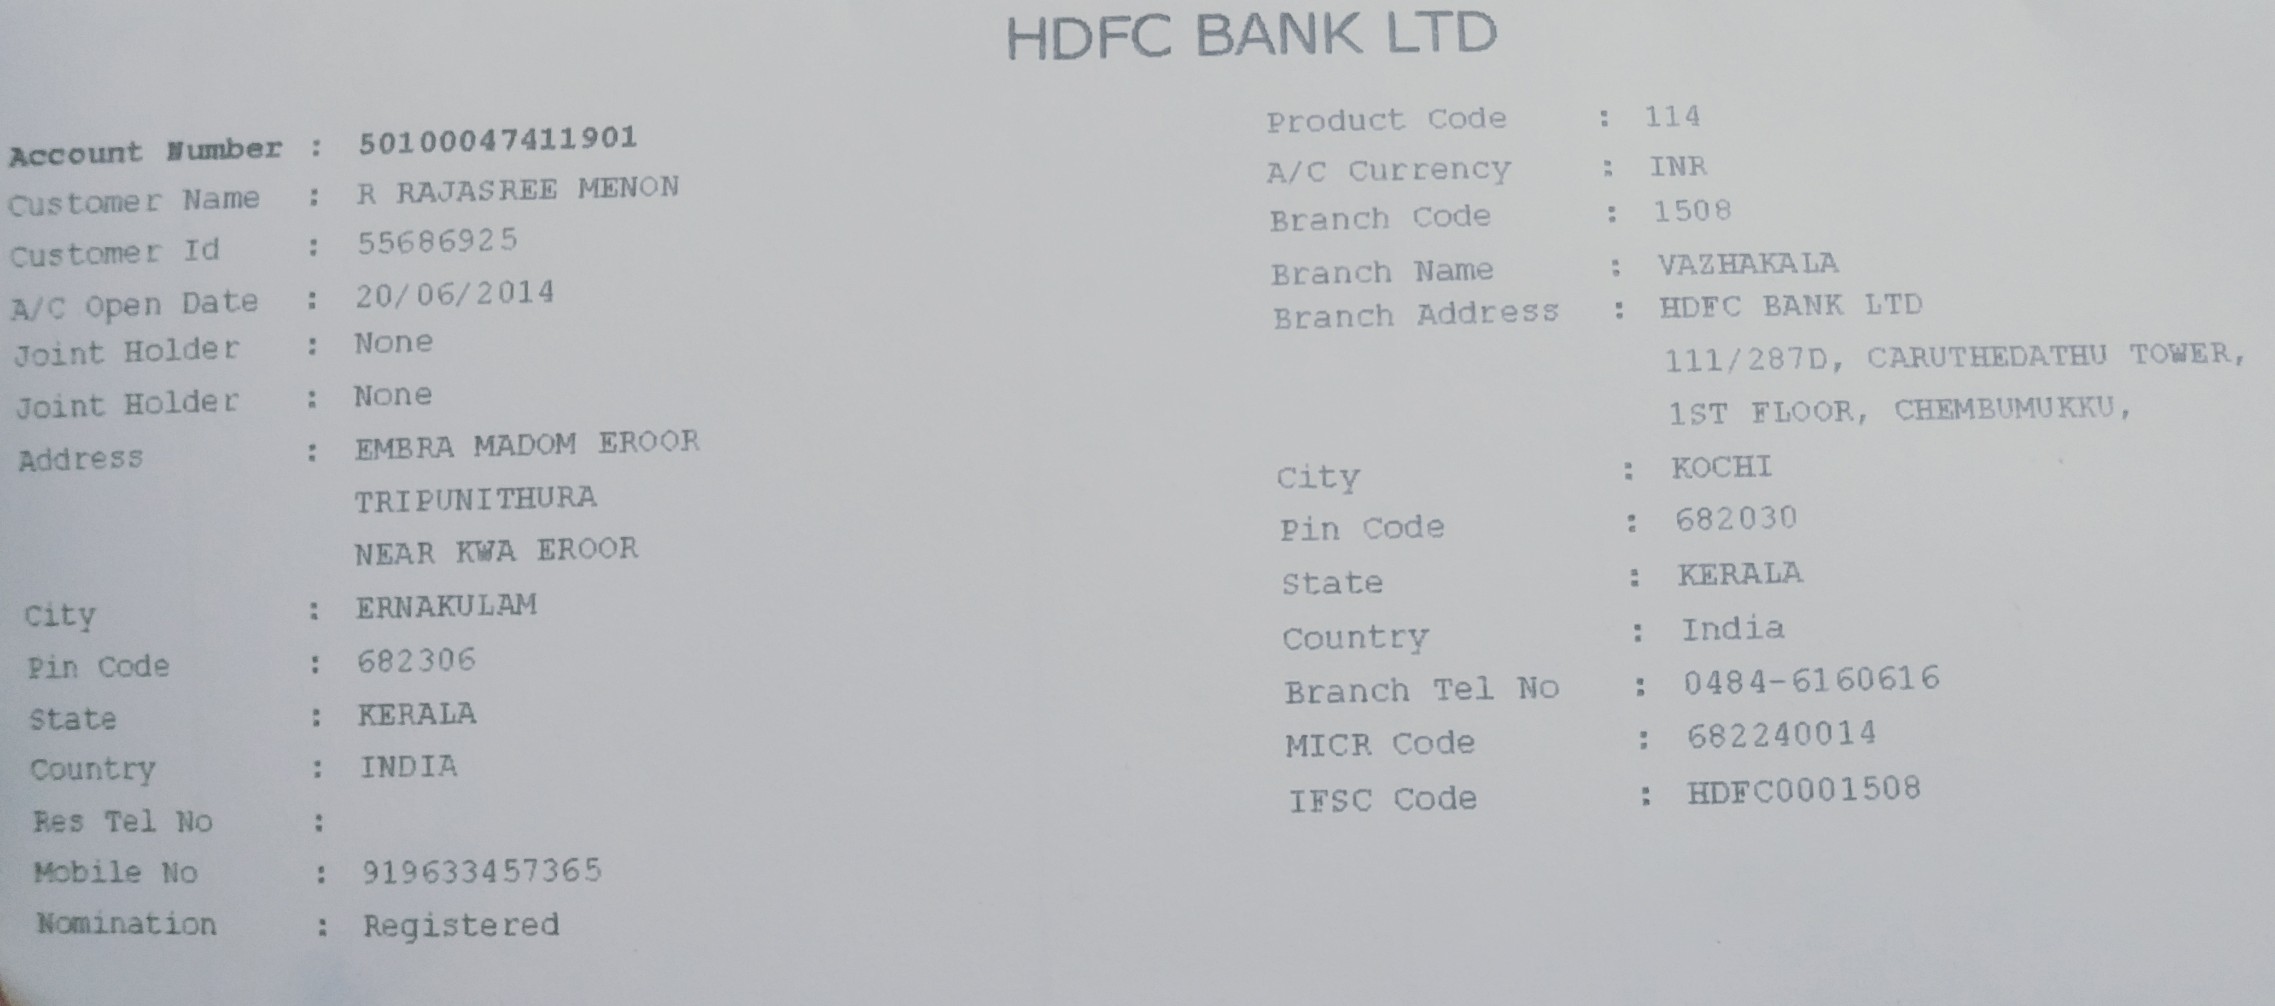 HDFC BANK LTD
Account Number : 50100047411901
Customer Name : R RAJASREE MENON
Customer Id : 55686925
A/C Open Date : 20/06/2014
Joint Holder : None
Joint Holder : None
Address : EMBRA MADOM EROOR
TRIPUNITHURA
NEAR KWA EROOR
City : ERNAKULAM
Pin Code : 682306
State : KERALA
Country : INDIA
Res Tel No :
Mobile No : 919633457365
Nomination : Registered
Product Code : 114
A/C Currency : INR
Branch Code : 1508
Branch Name : VAZHAKALA
Branch Address : HDFC BANK LTD
111/287D, CARUTHEDATHU TOWER,
1ST FLOOR, CHEMBUMUKKU,
City : KOCHI
Pin Code : 682030
State : KERALA
Country : India
Branch Tel No : 0484-6160616
MICR Code : 682240014
IFSC Code : HDFC0001508